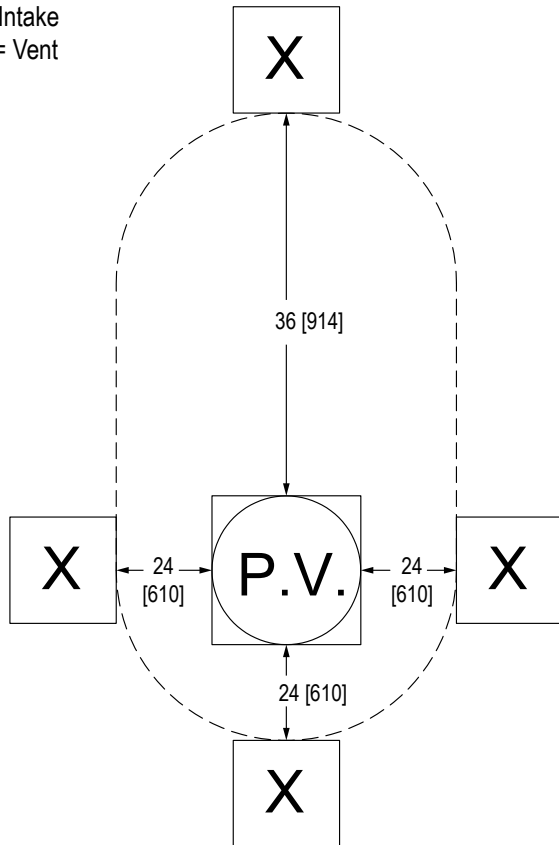 Intake
= Vent
X
36 [914]
X
24
[610]
P.V.
24
[610]
X
24 [610]
X